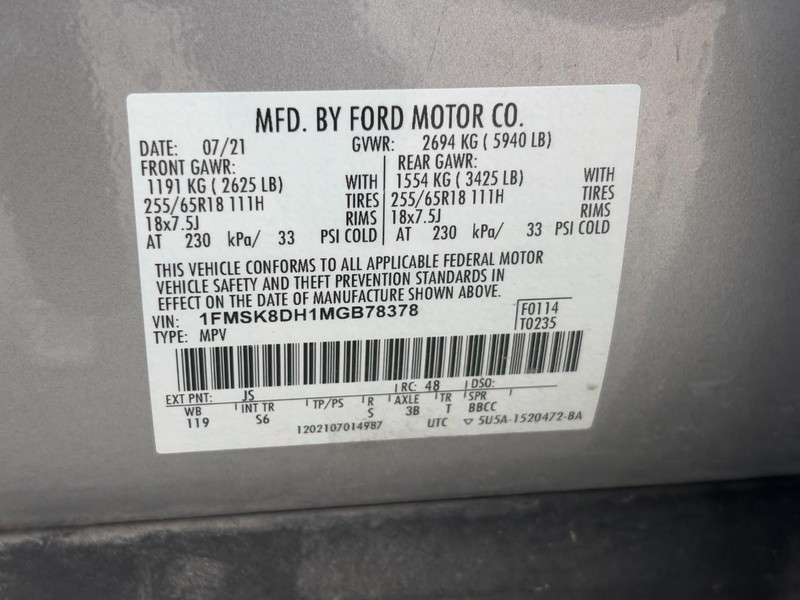 MFD. BY FORD MOTOR CO.
DATE: 07/21 GVWR: 2694 KG ( 5940 LB)
FRONT GAWR: REAR GAWR:
1191 KG ( 2625 LB) WITH 1554 KG ( 3425 LB) WITH
255/65R18 111H TIRES 255/65R18 111H TIRES
18x7.5J RIMS 18x7.5J RIMS
AT 230 kPa/ 33 PSI COLD AT 230 kPa/ 33 PSI COLD
THIS VEHICLE CONFORMS TO ALL APPLICABLE FEDERAL MOTOR
VEHICLE SAFETY AND THEFT PREVENTION STANDARDS IN
EFFECT ON THE DATE OF MANUFACTURE SHOWN ABOVE.
VIN: 1FMSK8DH1MGB78378 F0114
TYPE: MPV T0235
EXT PNT: JS RC: 48 DSO:
WB INT TR TP/PS R AXLE TR SPR
119 S6 S 3B T BBCC
1202107014987 UTC ▽ 5U5A-1520472-BA